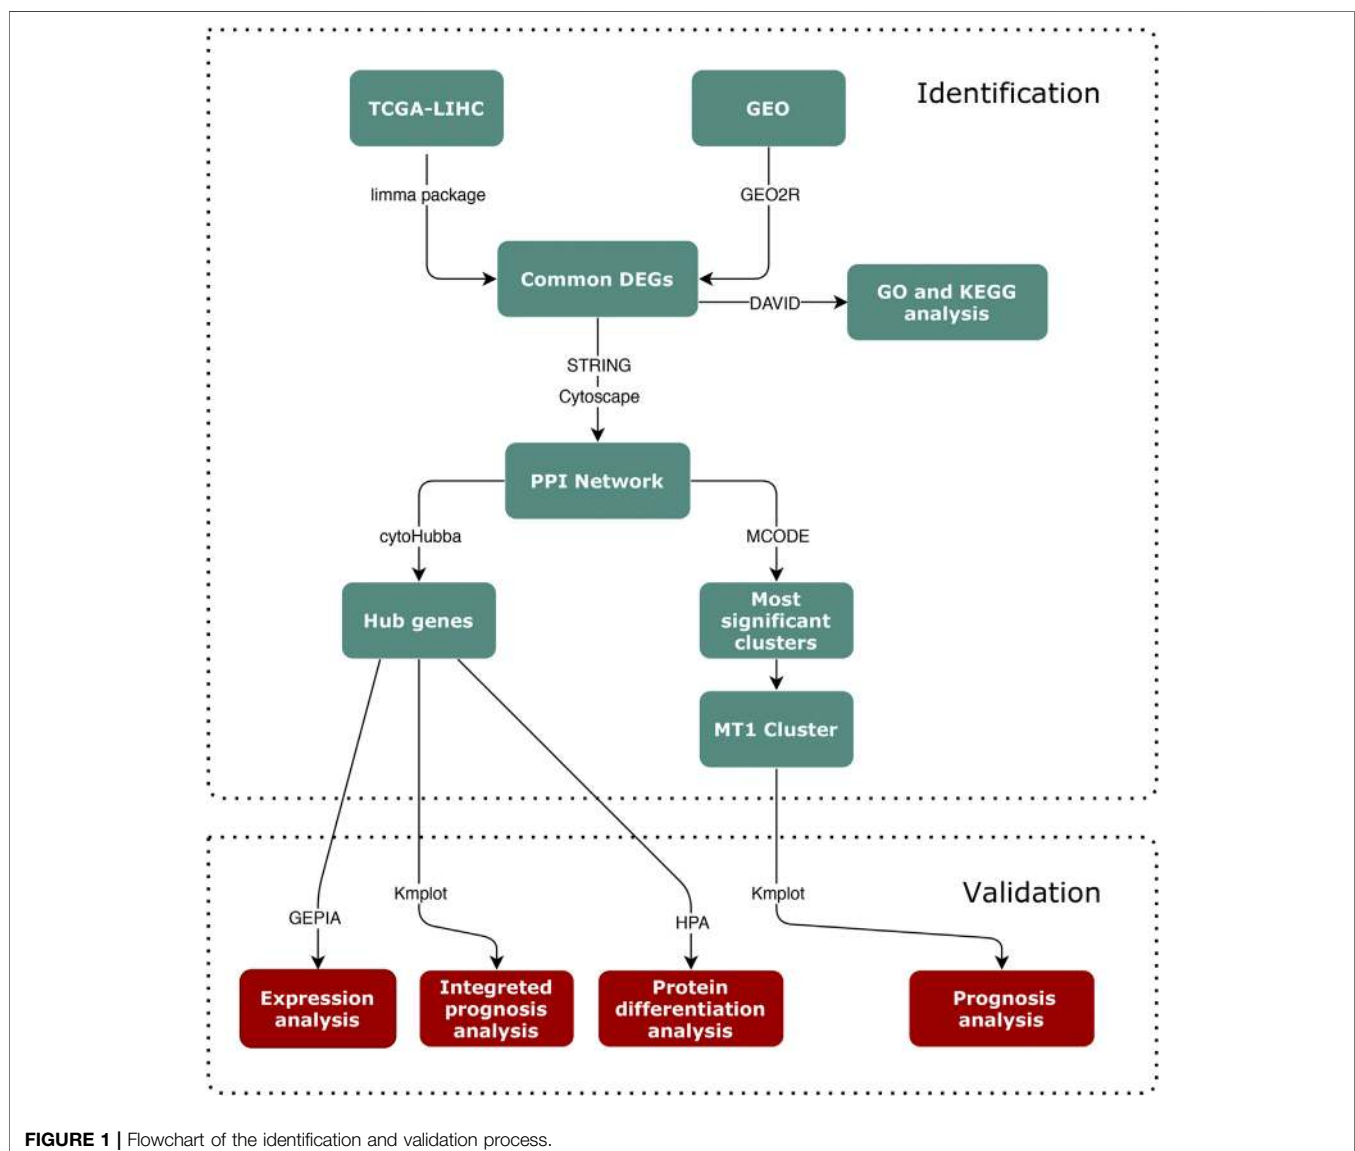 Identification
TCGA-LIHC
GEO
limma package
GEO2R
Common DEGs
DAVID
GO and KEGG
analysis
STRING
Cytoscape
PPI Network
cytoHubba
MCODE
Hub genes
Most
significant
clusters
MT1 Cluster
Validation
GEPIA
Kmplot
HPA
Kmplot
Expression
analysis
Integreted
prognosis
analysis
Protein
differentiation
analysis
Prognosis
analysis
FIGURE 1 | Flowchart of the identification and validation process.